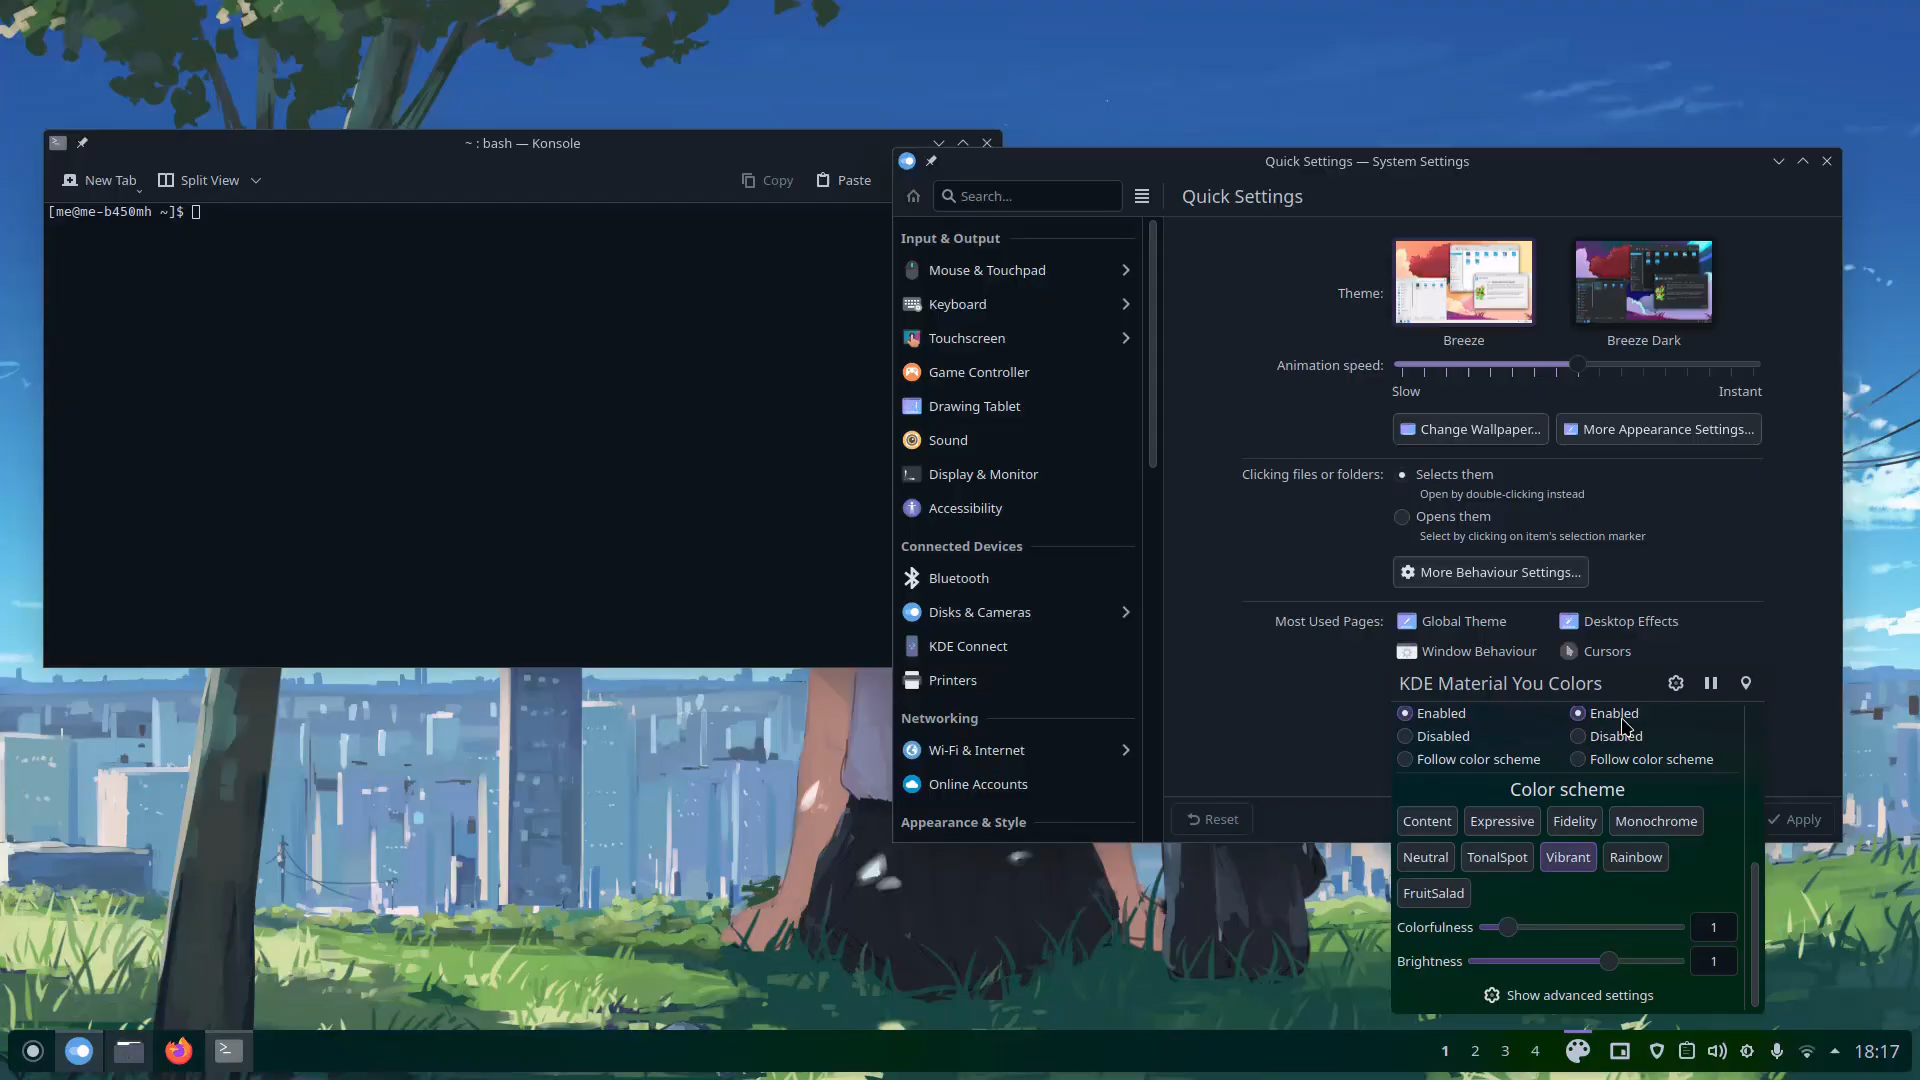 ~ : bash — Konsole
New Tab
Split View
Copy
Paste
[me@me-b450mh ~]$
Quick Settings — System Settings
Search...
Quick Settings
Input & Output
Mouse & Touchpad
Keyboard
Touchscreen
Game Controller
Drawing Tablet
Sound
Display & Monitor
Accessibility
Connected Devices
Bluetooth
Disks & Cameras
KDE Connect
Printers
Networking
Wi-Fi & Internet
Online Accounts
Appearance & Style
Theme:
Breeze
Breeze Dark
Animation speed:
Slow
Instant
Change Wallpaper...
More Appearance Settings...
Clicking files or folders:
Selects them
Open by double-clicking instead
Opens them
Select by clicking on item's selection marker
More Behaviour Settings...
Most Used Pages:
Global Theme
Desktop Effects
Window Behaviour
Cursors
Reset
Apply
KDE Material You Colors
Enabled
Enabled
Disabled
Disabled
Follow color scheme
Follow color scheme
Color scheme
Content
Expressive
Fidelity
Monochrome
Neutral
TonalSpot
Vibrant
Rainbow
FruitSalad
Colorfulness
1
Brightness
1
Show advanced settings
1
2
3
4
18:17